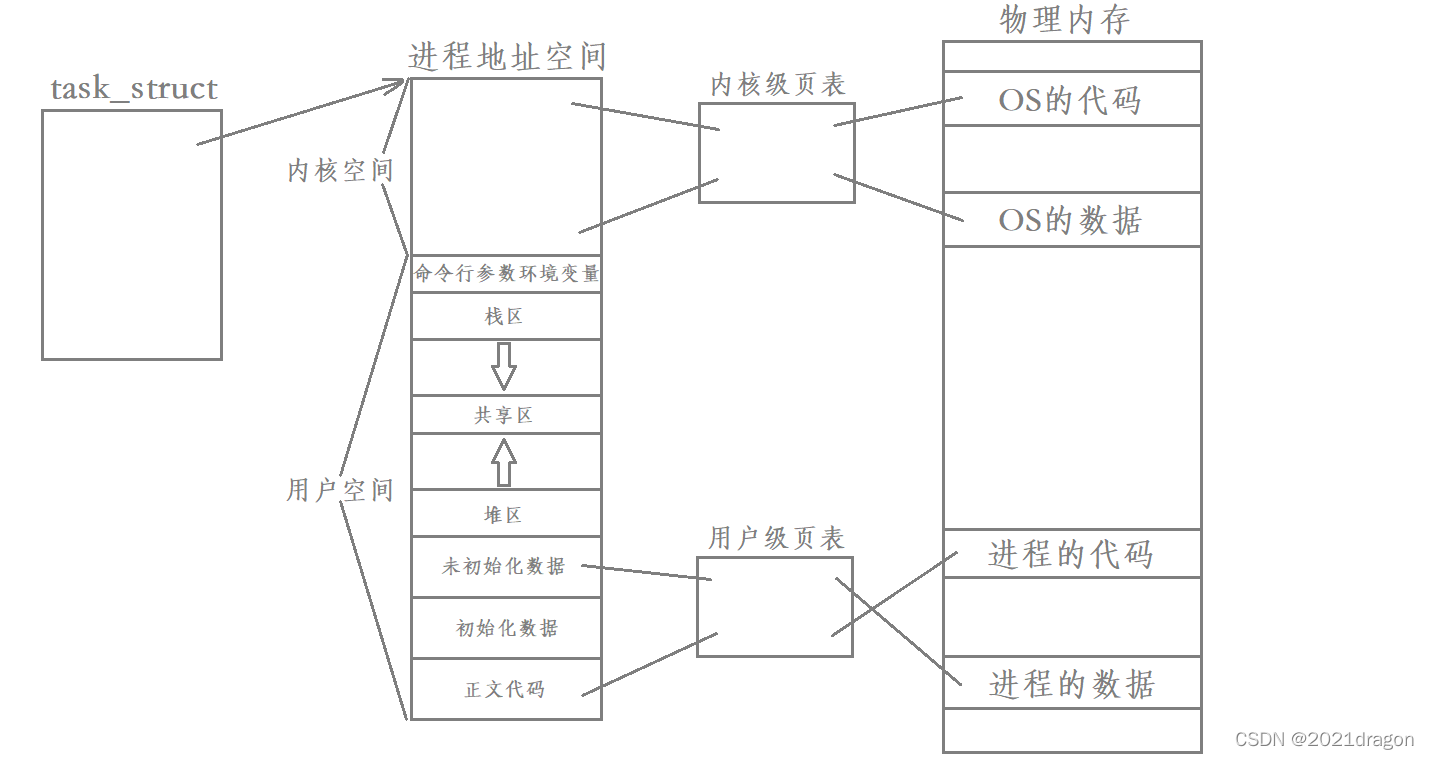 物理内存
进程地址空间
task_struct
内核级页表
OS的代码
内核空间
OS的数据
命令行参数环境变量
栈区
共享区
用户空间
堆区
用户级页表
进程的代码
未初始化数据
初始化数据
进程的数据
正文代码
CSDN @2021dragon